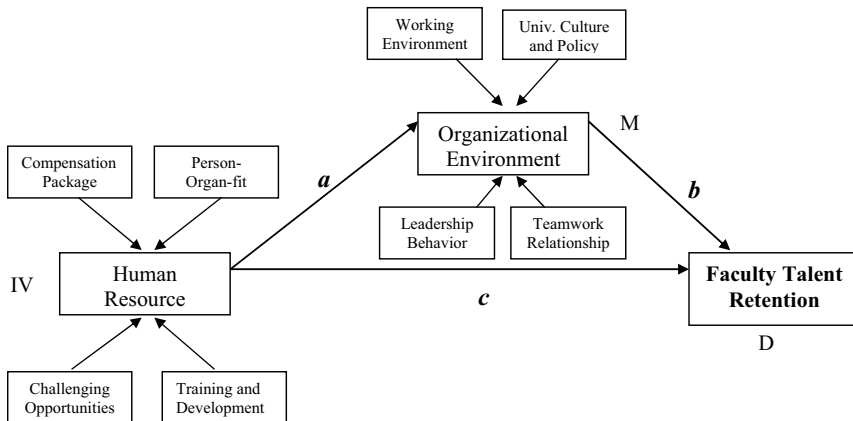 Working
Environment
Univ. Culture
and Policy
M
Organizational
Environment
Compensation
Package
Person-
Organ-fit
a
b
Leadership
Behavior
Teamwork
Relationship
IV
Human
Resource
c
Faculty Talent
Retention
D
Challenging
Opportunities
Training and
Development